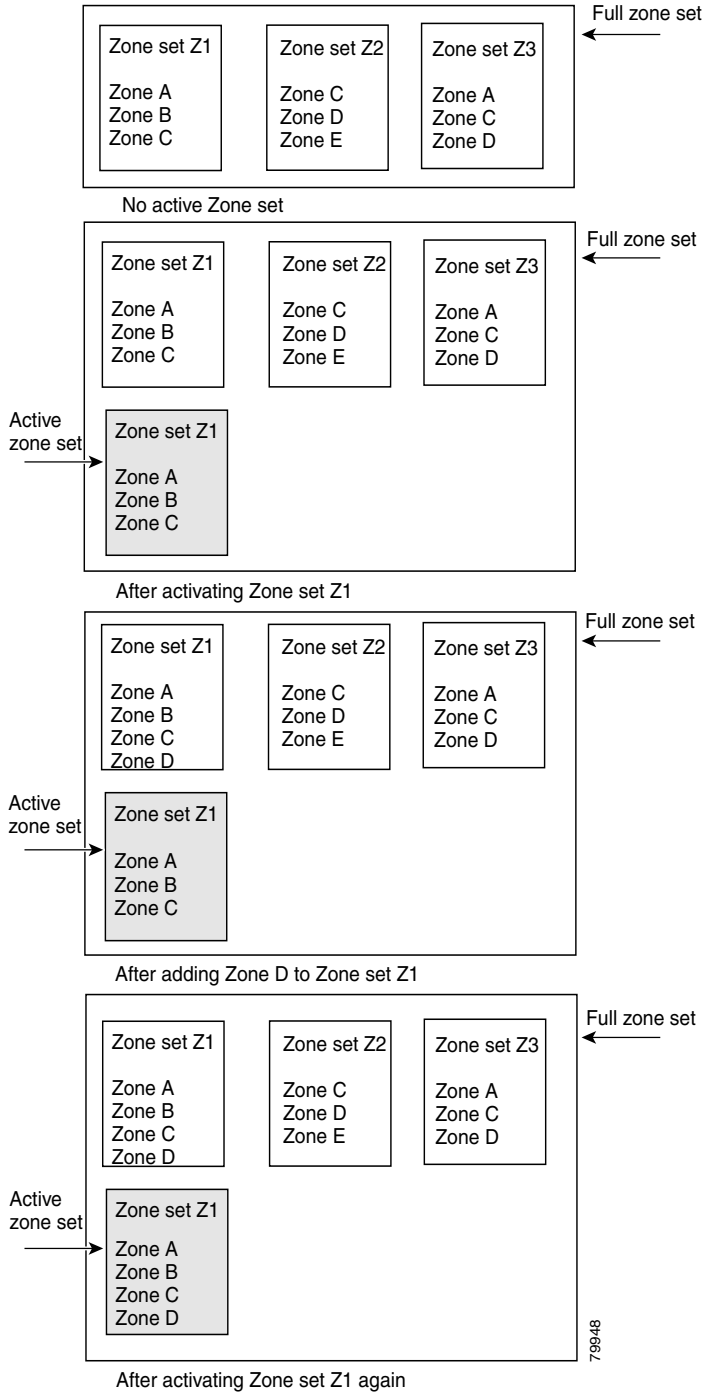 Full zone set
Zone set Z1
Zone A
Zone B
Zone C
Zone set Z2
Zone C
Zone D
Zone E
Zone set Z3
Zone A
Zone C
Zone D
No active Zone set
Full zone set
Zone set Z1
Zone A
Zone B
Zone C
Zone set Z2
Zone C
Zone D
Zone E
Zone set Z3
Zone A
Zone C
Zone D
Active
zone set
Zone set Z1
Zone A
Zone B
Zone C
After activating Zone set Z1
Full zone set
Zone set Z1
Zone A
Zone B
Zone C
Zone D
Zone set Z2
Zone C
Zone D
Zone E
Zone set Z3
Zone A
Zone C
Zone D
Active
zone set
Zone set Z1
Zone A
Zone B
Zone C
After adding Zone D to Zone set Z1
Full zone set
Zone set Z1
Zone A
Zone B
Zone C
Zone D
Zone set Z2
Zone C
Zone D
Zone E
Zone set Z3
Zone A
Zone C
Zone D
Active
zone set
Zone set Z1
Zone A
Zone B
Zone C
Zone D
79948
After activating Zone set Z1 again